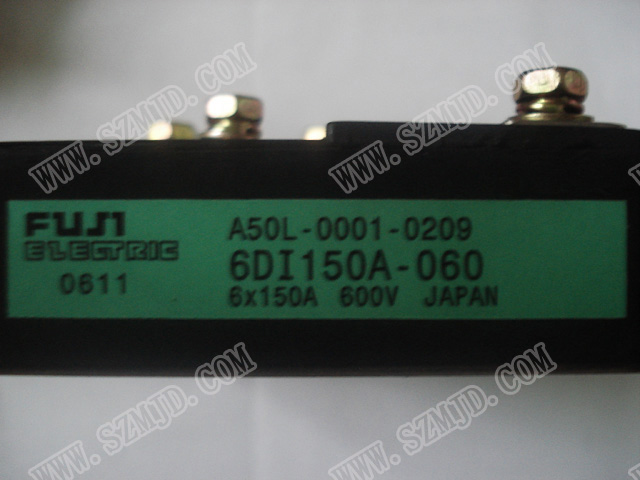 WWW.SZMJD.COM
WWW.SZMJD.COM
FUJI
ELECTRIC
0611
A50L-0001-0209
6DI150A-060
6x150A 600V JAPAN
WWW.SZMJD.COM
WWW.SZMJD.COM